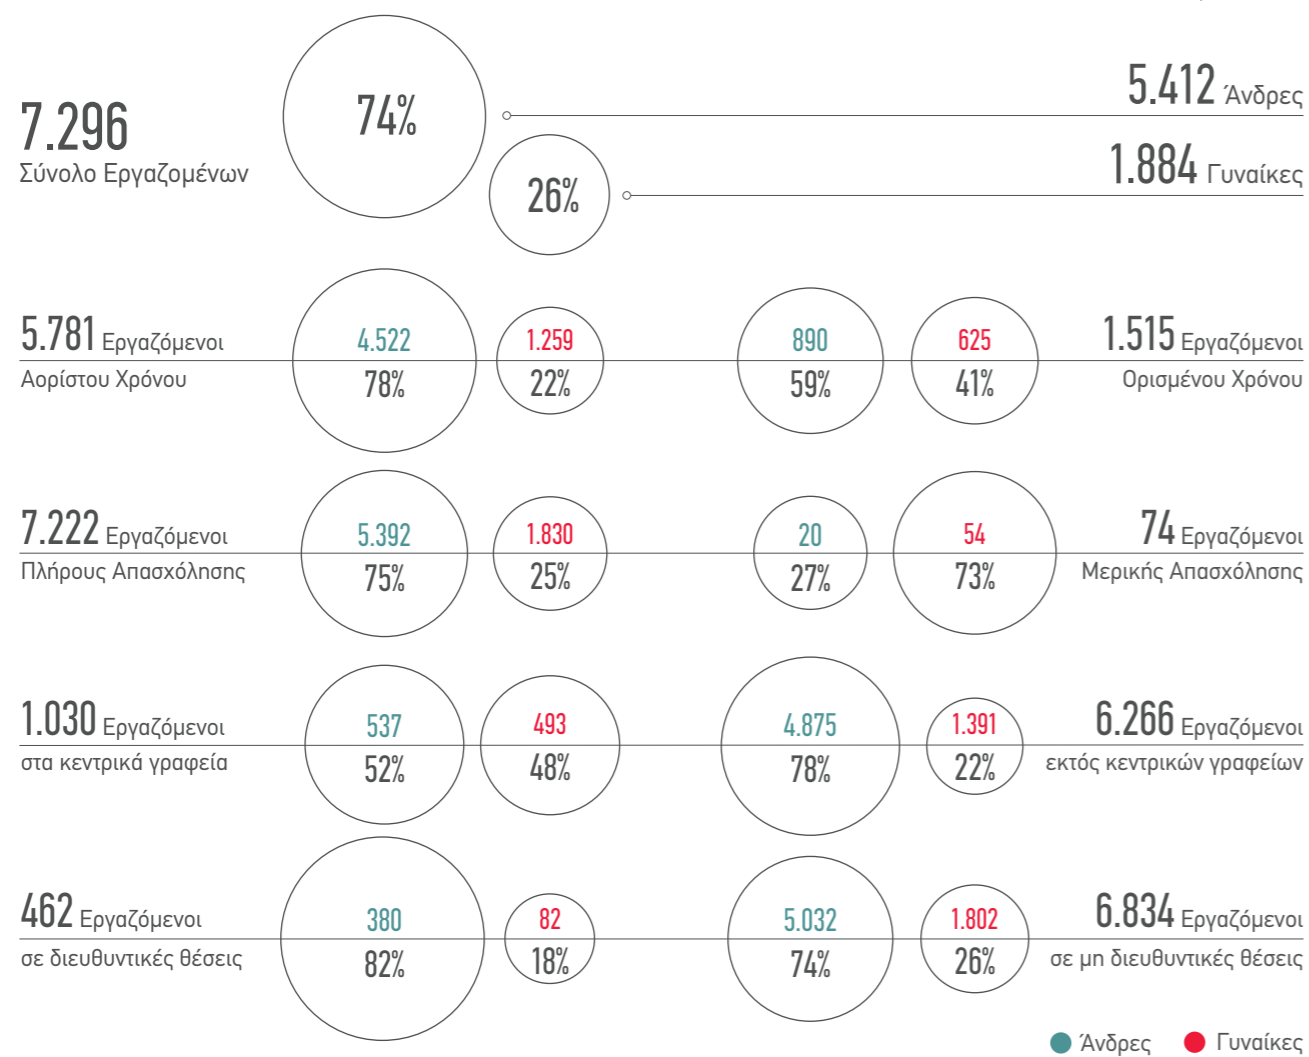 7.296
Σύνολο Εργαζομένων
74%
26%
5.412 Άνδρες
1.884 Γυναίκες
5.781 Εργαζόμενοι
Αορίστου Χρόνου
4.522
78%
1.259
22%
890
59%
625
41%
1.515 Εργαζόμενοι
Ορισμένου Χρόνου
7.222 Εργαζόμενοι
Πλήρους Απασχόλησης
5.392
75%
1.830
25%
20
27%
54
73%
74 Εργαζόμενοι
Μερικής Απασχόλησης
1.030 Εργαζόμενοι
στα κεντρικά γραφεία
537
52%
493
48%
4.875
78%
1.391
22%
6.266 Εργαζόμενοι
εκτός κεντρικών γραφείων
462 Εργαζόμενοι
σε διευθυντικές θέσεις
380
82%
82
18%
5.032
74%
1.802
26%
6.834 Εργαζόμενοι
σε μη διευθυντικές θέσεις
Άνδρες Γυναίκες